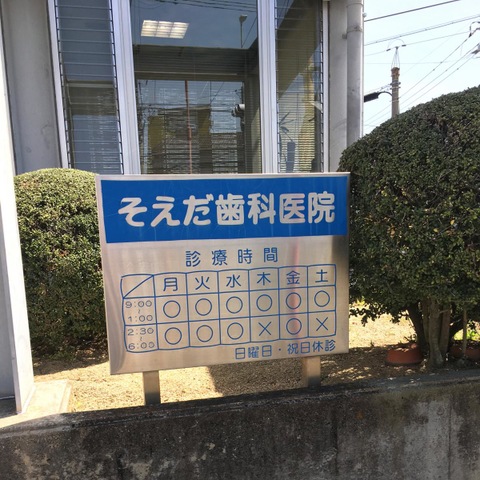 そえだ歯科医院
診療時間
月 火 水 木 金 土
9:00 〜 1:00 ○ ○ ○ ○ ○ ○
2:30 〜 6:03 ○ ○ ○ × ○ ×
日曜日・祝日休診